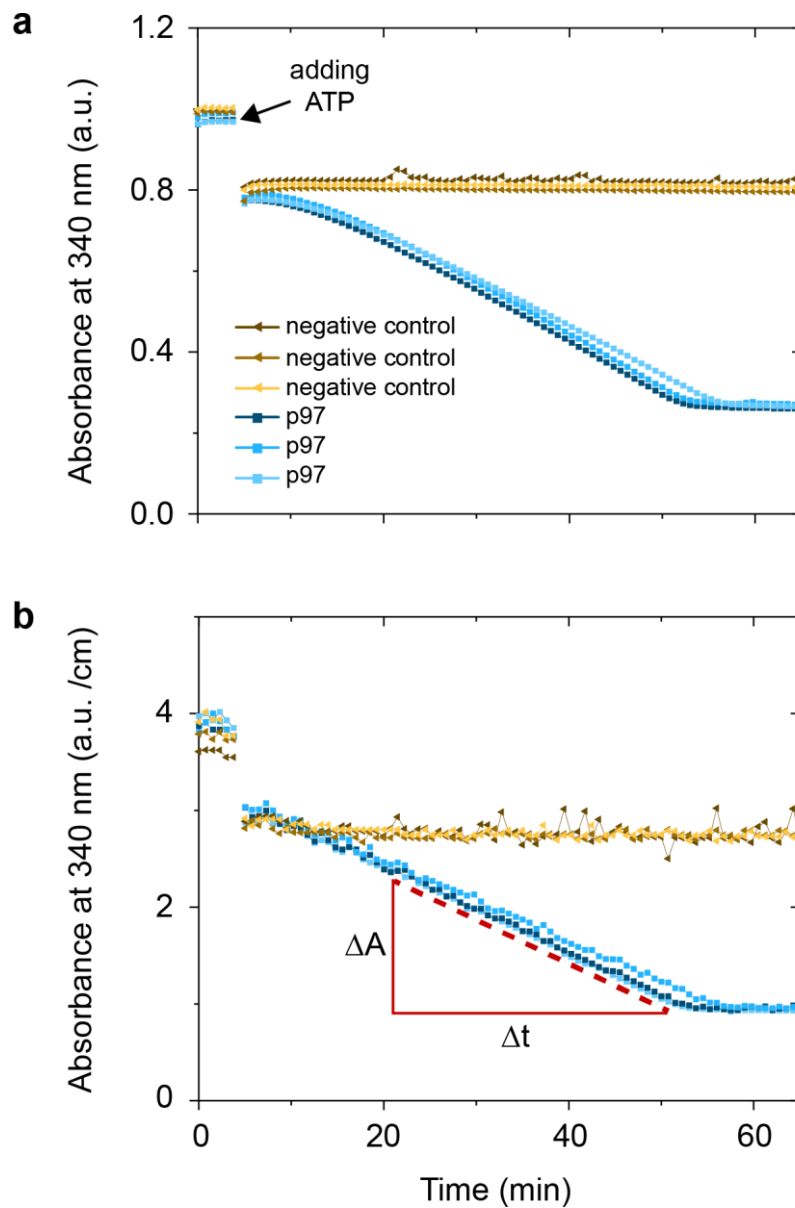 a
Absorbance at 340 nm (a.u.)
1.2
0.8
0.4
0.0
adding
ATP
negative control
negative control
negative control
p97
p97
p97
b
Absorbance at 340 nm (a.u. /cm)
4
2
0
ΔA
Δt
0
20
40
60
Time (min)